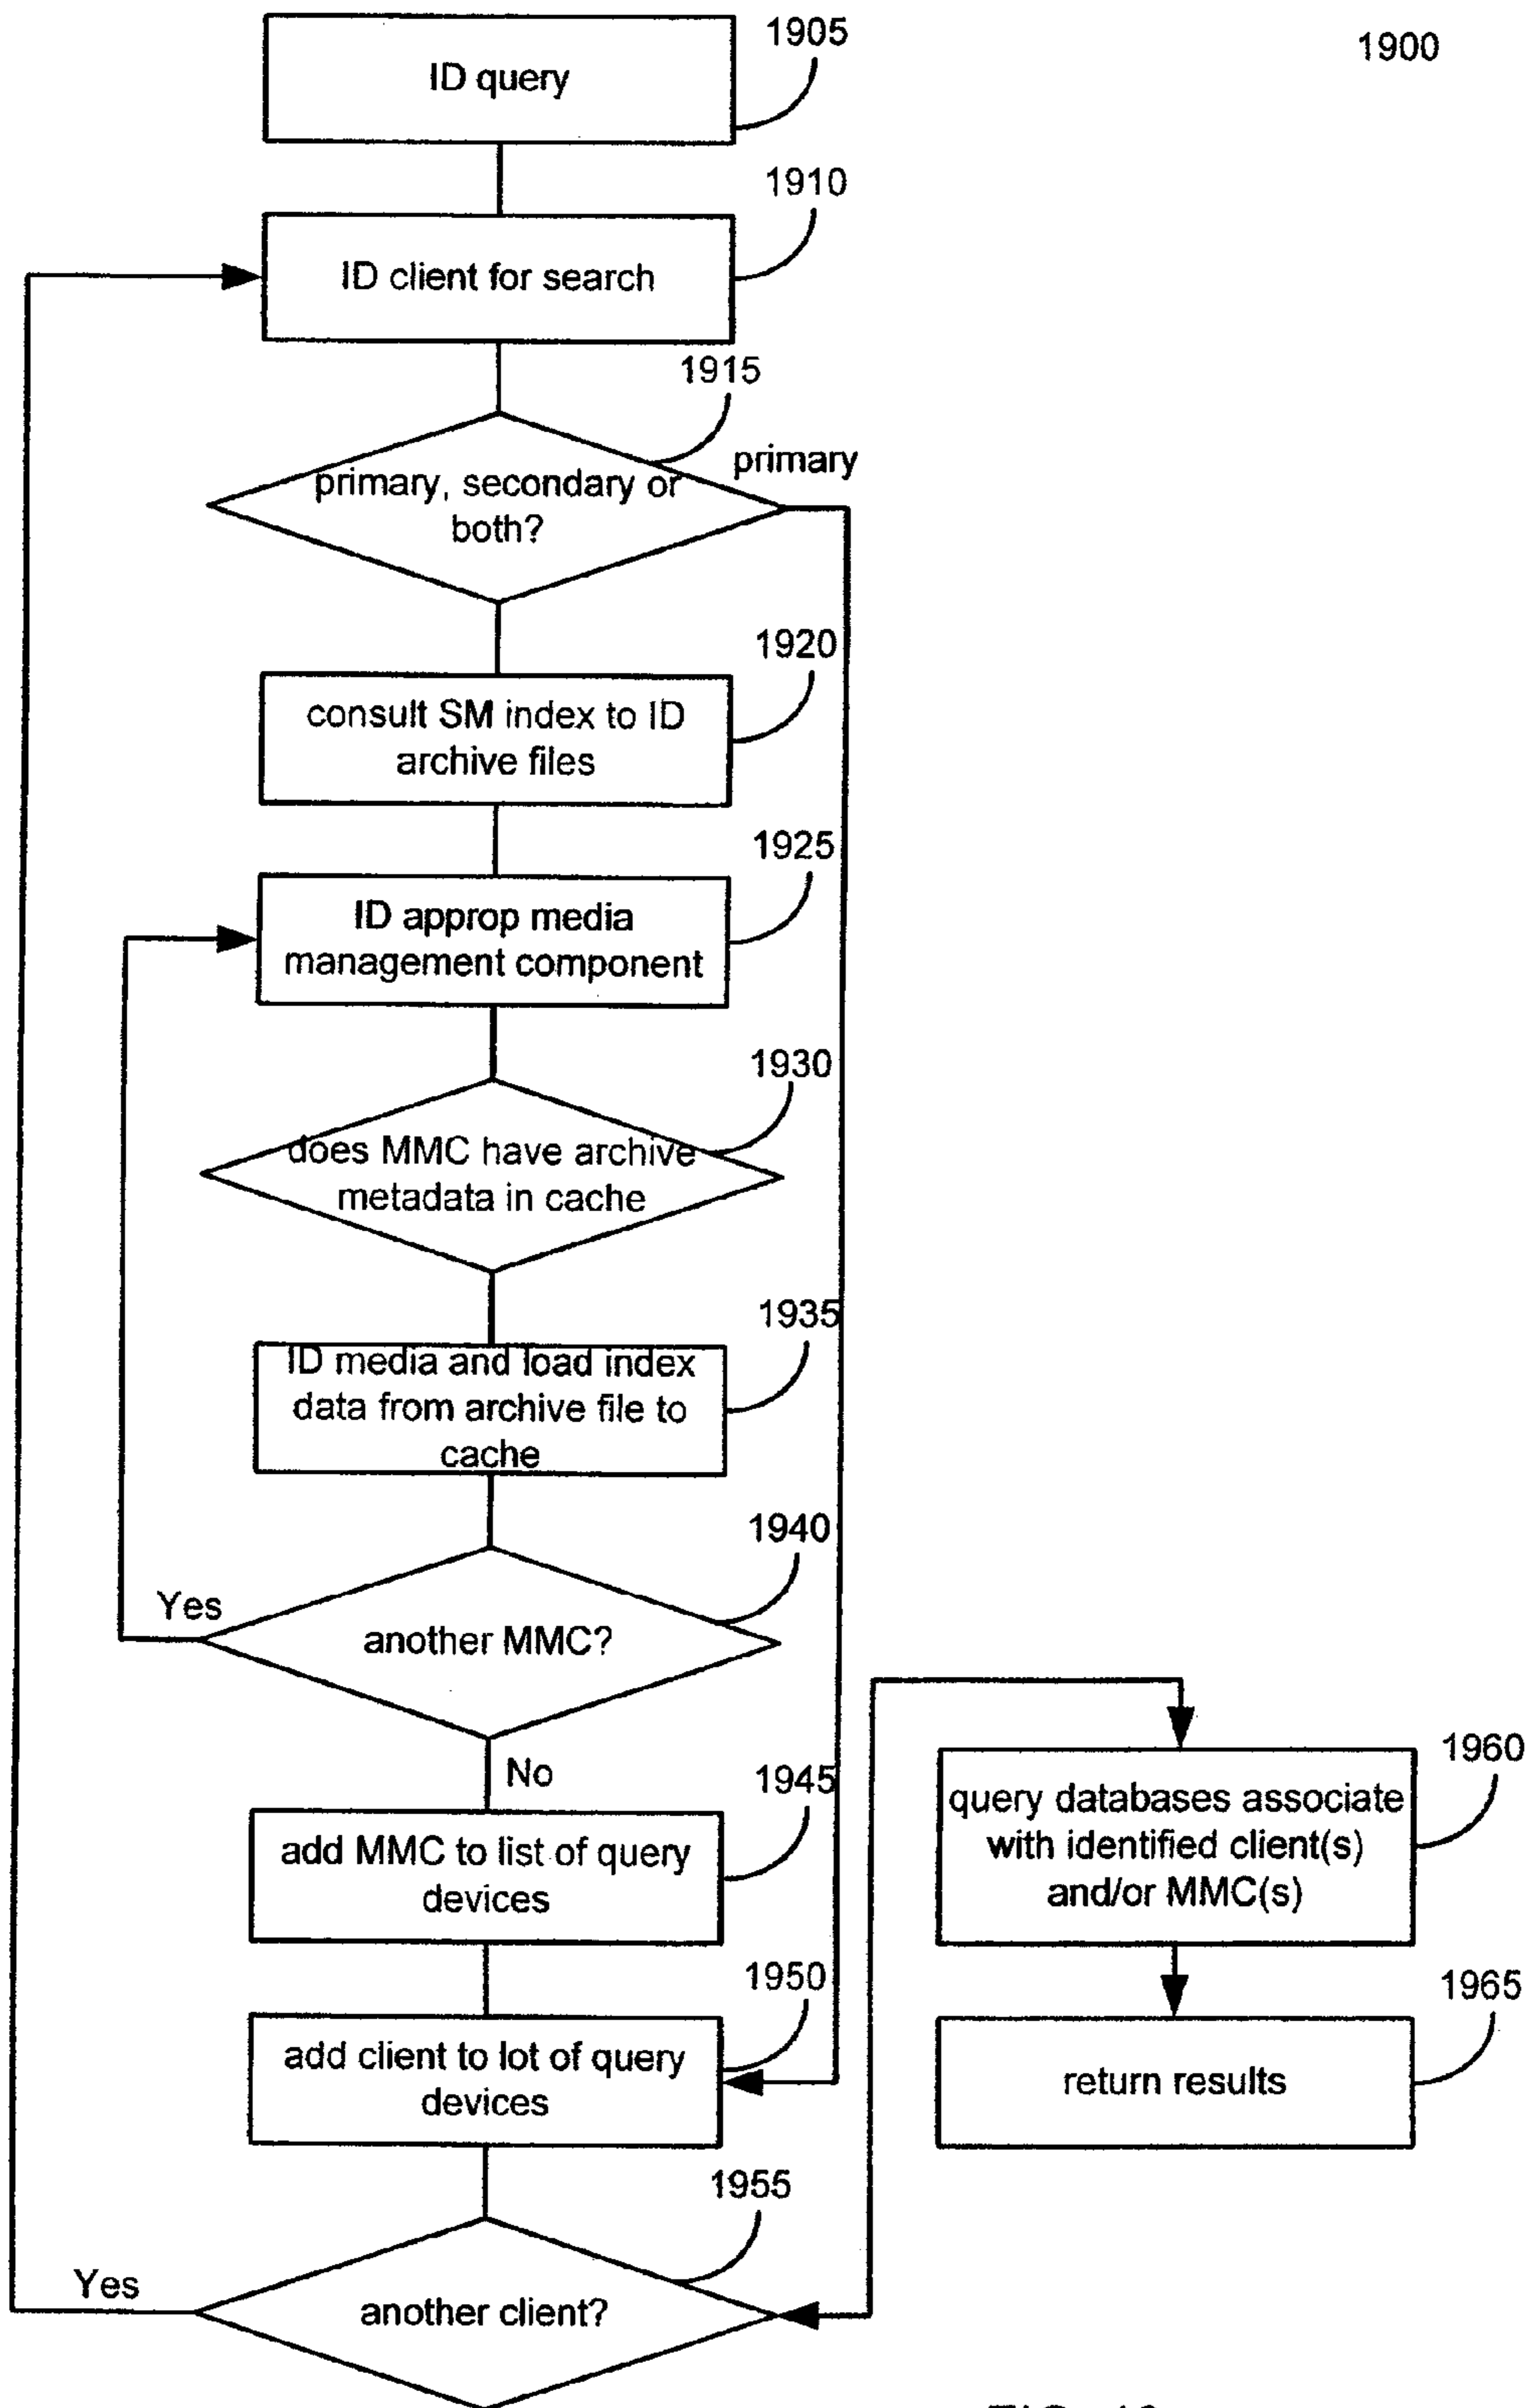 1900
1905
ID query
1910
ID client for search
1915
primary
primary, secondary or
both?
1920
consult SM index to ID
archive files
1925
ID approp media
management component
1930
does MMC have archive
metadata in cache
1935
ID media and load index
data from archive file to
cache
1940
Yes
another MMC?
No
1945
add MMC to list of query
devices
1950
add client to lot of query
devices
1955
Yes
another client?
1960
query databases associate
with identified client(s)
and/or MMC(s)
1965
return results